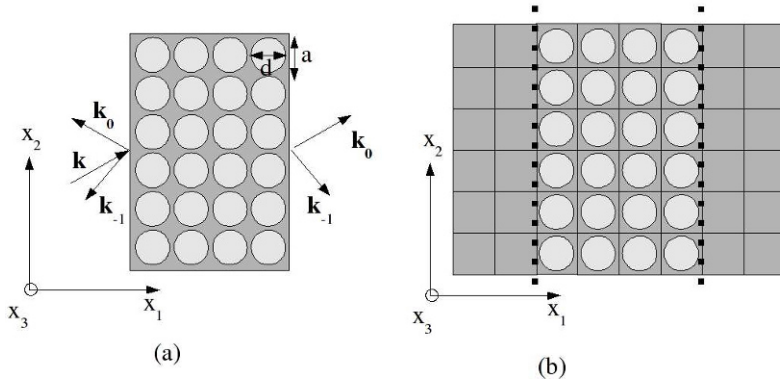 d
a
k₀
k
k₋₁
k₀
k₋₁
x₂
x₁
x₃
(a)
x₂
x₁
x₃
(b)